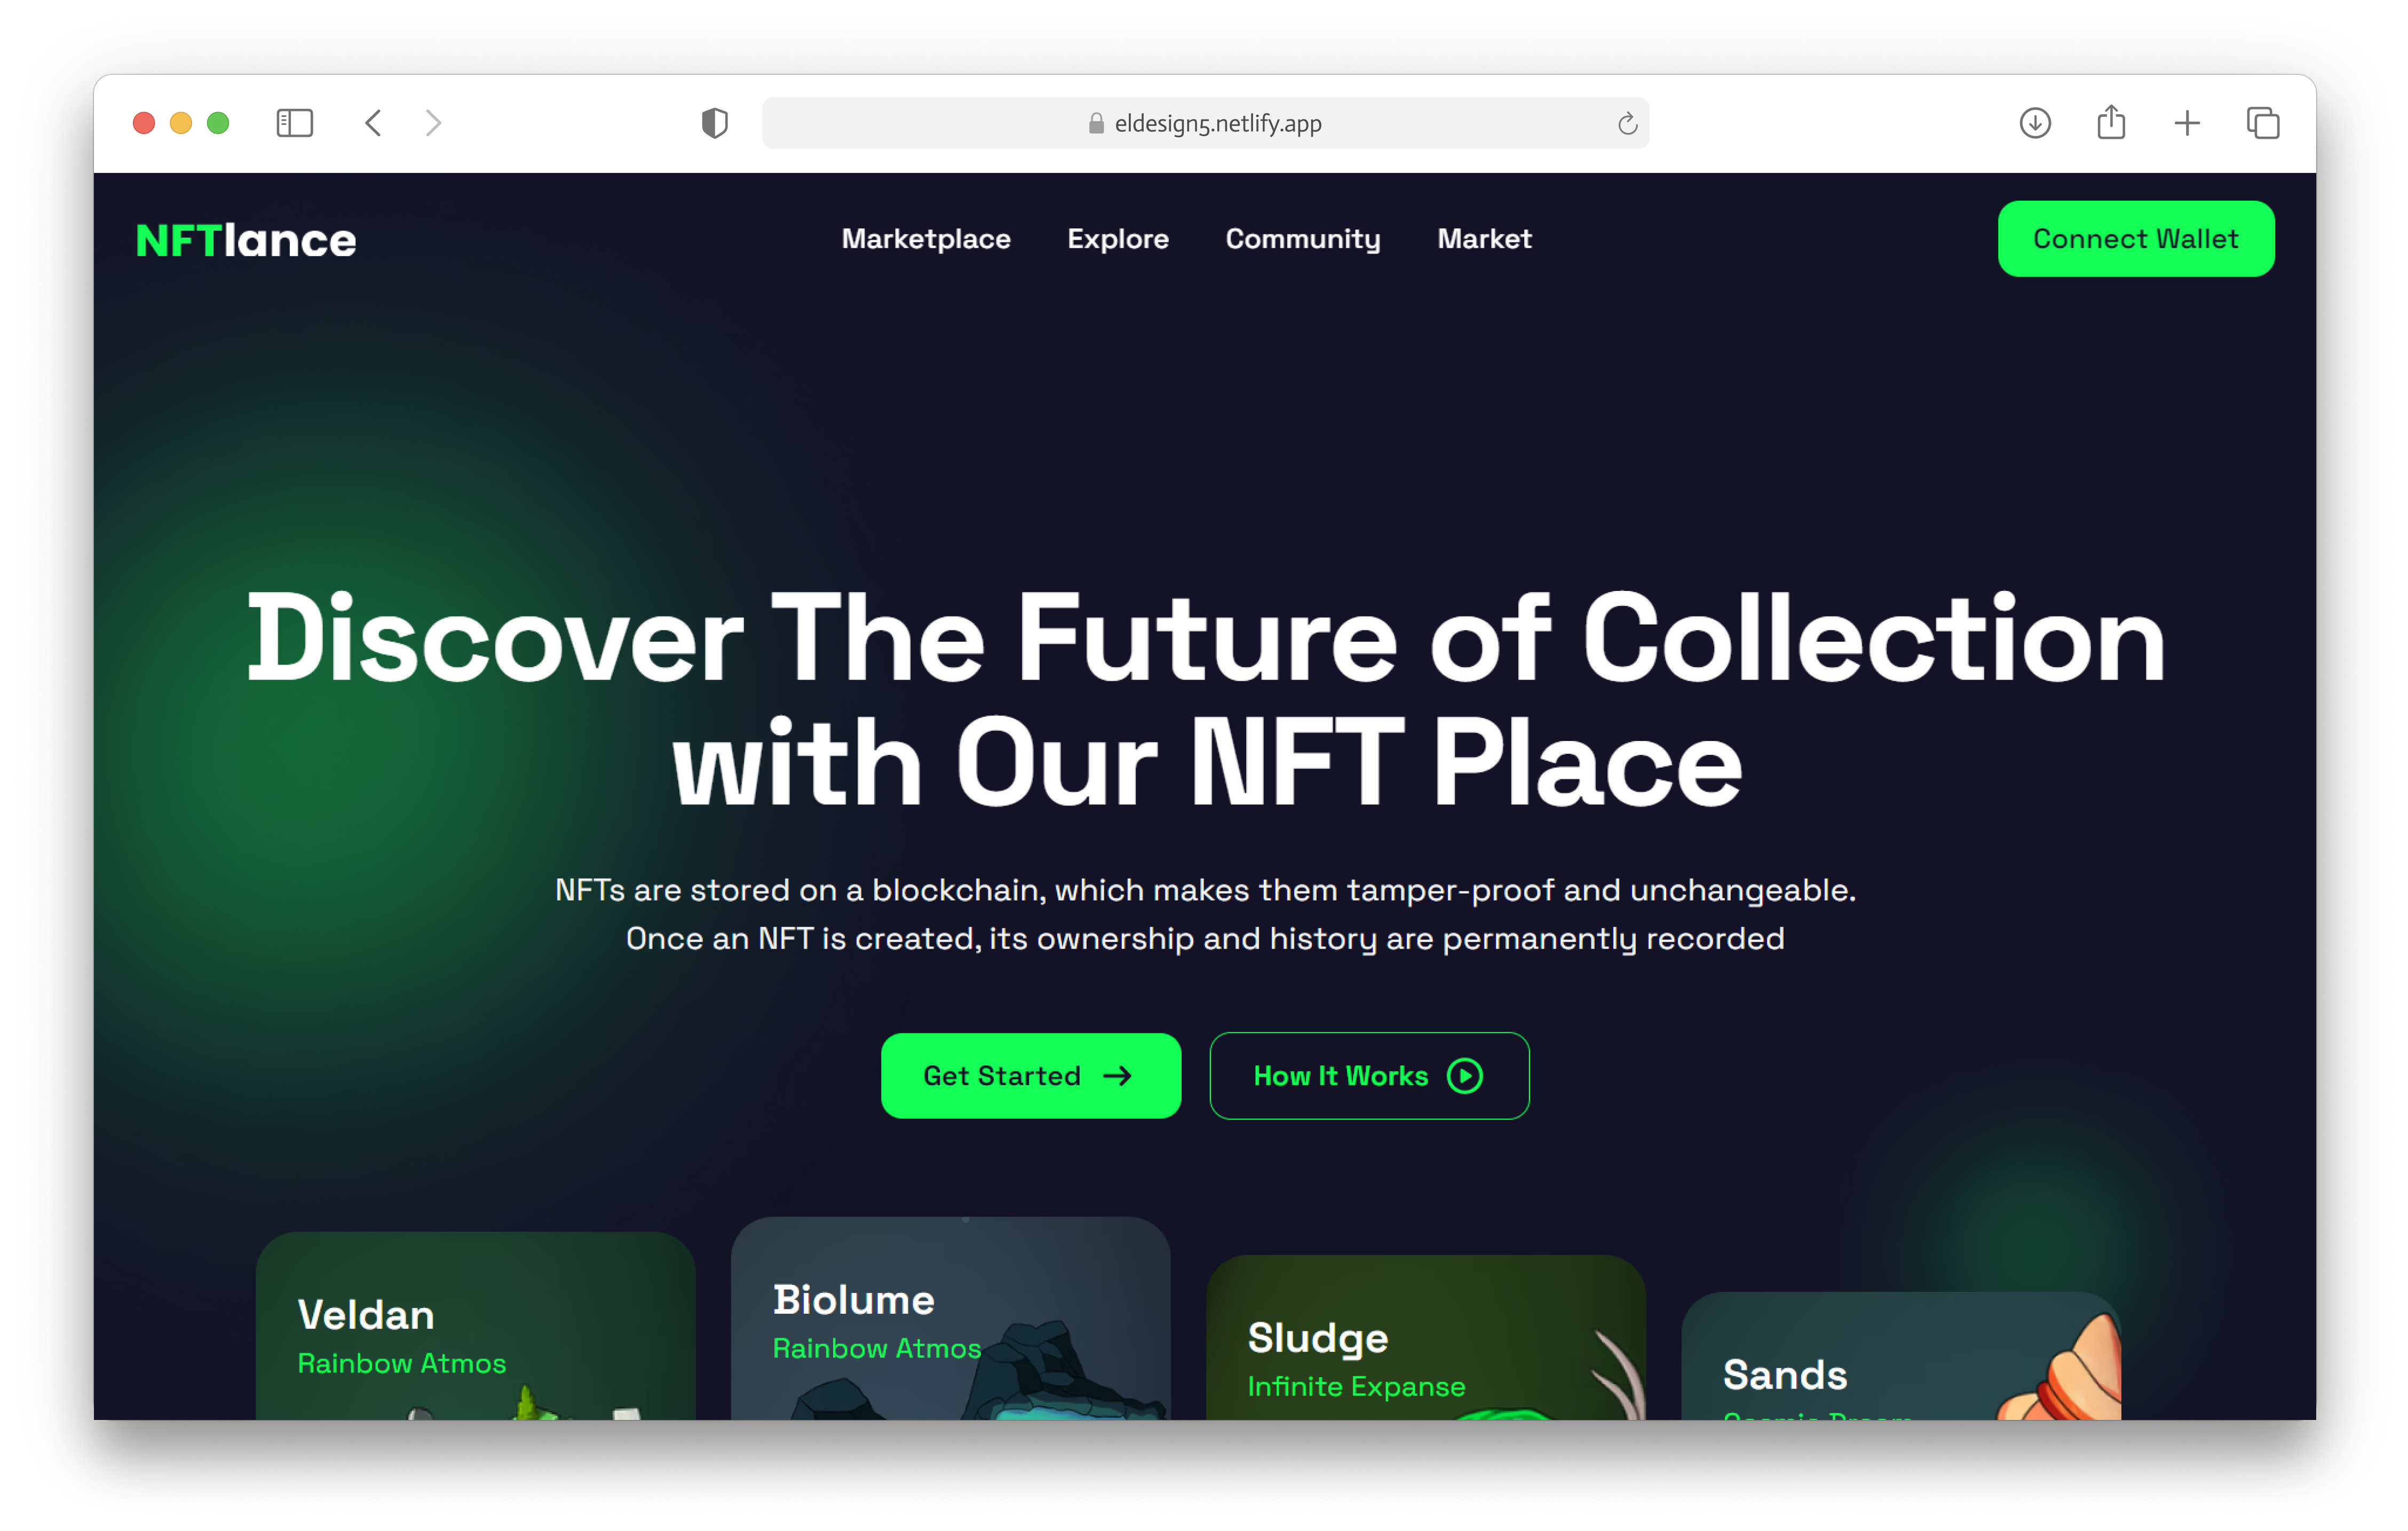 eldesign5.netlify.app
NFTlance
Marketplace
Explore
Community
Market
Connect Wallet
Discover The Future of Collection
with Our NFT Place
NFTs are stored on a blockchain, which makes them tamper-proof and unchangeable.
Once an NFT is created, its ownership and history are permanently recorded
Get Started
How It Works
Veldan
Rainbow Atmos
Biolume
Rainbow Atmos
Sludge
Infinite Expanse
Sands